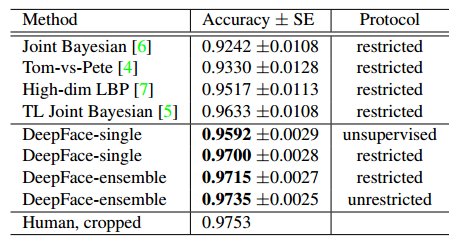 Method Accuracy ± SE Protocol
Joint Bayesian [6] 0.9242 ±0.0108 restricted
Tom-vs-Pete [4] 0.9330 ±0.0128 restricted
High-dim LBP [7] 0.9517 ±0.0113 restricted
TL Joint Bayesian [5] 0.9633 ±0.0108 restricted
DeepFace-single 0.9592 ±0.0029 unsupervised
DeepFace-single 0.9700 ±0.0028 restricted
DeepFace-ensemble 0.9715 ±0.0027 restricted
DeepFace-ensemble 0.9735 ±0.0025 unrestricted
Human, cropped 0.9753